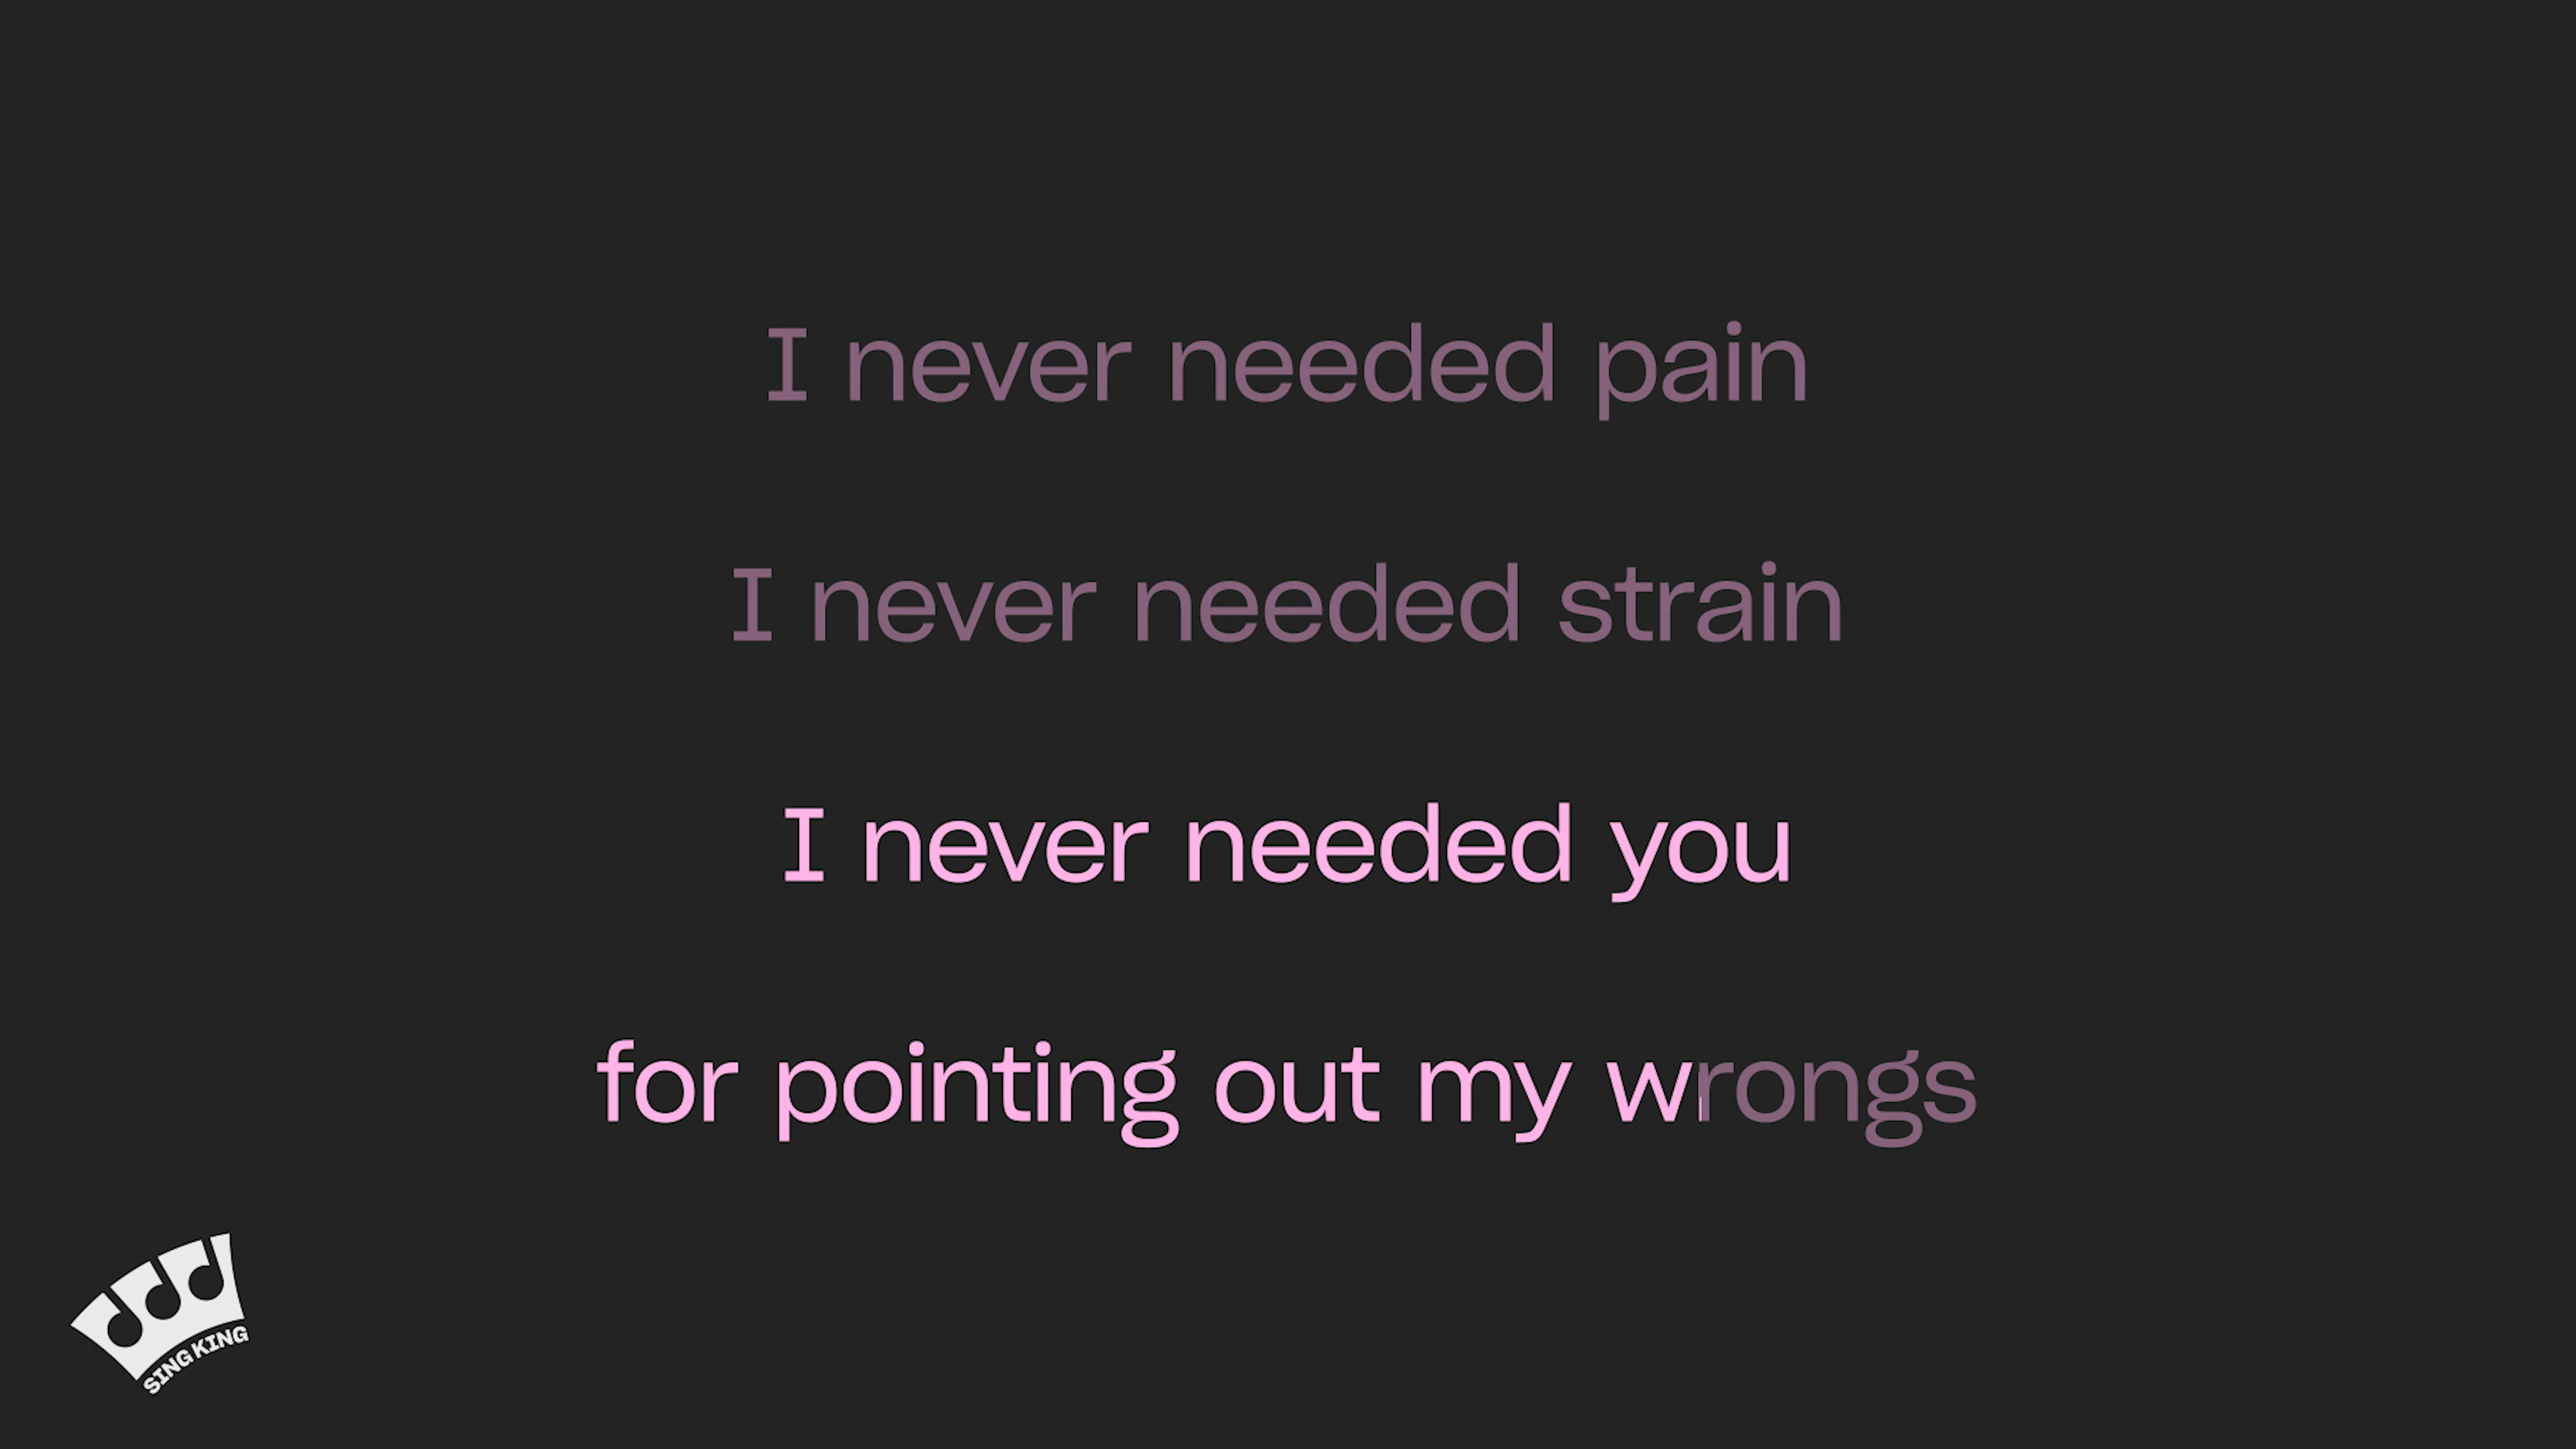 I never needed pain
I never needed strain
I never needed you
for pointing out my wrongs
SING KING